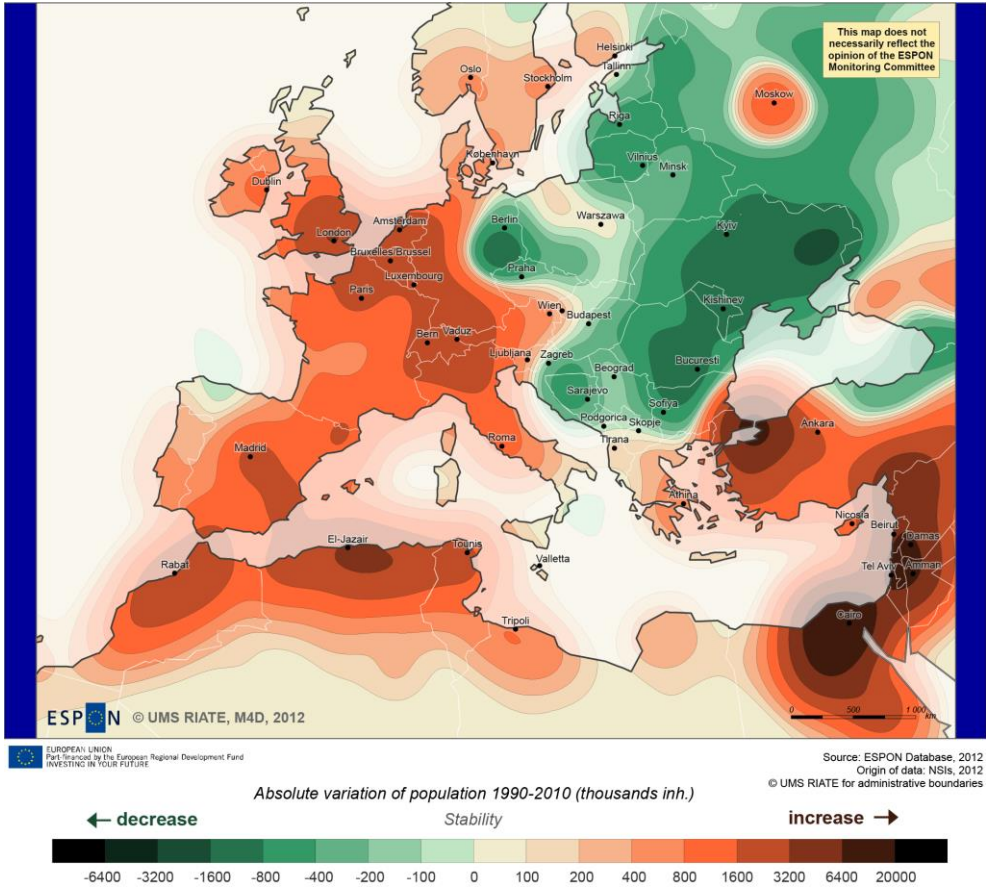 This map does not
necessarily reflect the
opinion of the ESPON
Monitoring Committee
Helsinki
Tallinn
Oslo
Stockholm
Moskow
Riga
København
Vilnius
Minsk
Dublin
Berlin
Warszawa
Amsterdam
London
Kyiv
Bruxelles/Brussel
Praha
Luxembourg
Paris
Kishinev
Wien
Budapest
Bern
Vaduz
Ljubljana
Zagreb
Bucuresti
Beograd
Sarajevo
Sofiya
Podgorica
Skopje
Ankara
Roma
Tirana
Madrid
Athina
Nicosia
Beirut
Damas
El-Jazair
Tounis
Valletta
Rabat
Tel Aviv
Amman
Cairo
Tripoli
ESPON © UMS RIATE, M4D, 2012
0 500 1 000
km
EUROPEAN UNION
Part-financed by the European Regional Development Fund
INVESTING IN YOUR FUTURE
Source: ESPON Database, 2012
Origin of data: NSIs, 2012
© UMS RIATE for administrative boundaries
Absolute variation of population 1990-2010 (thousands inh.)
decrease Stability increase
-6400 -3200 -1600 -800 -400 -200 -100 0 100 200 400 800 1600 3200 6400 20000